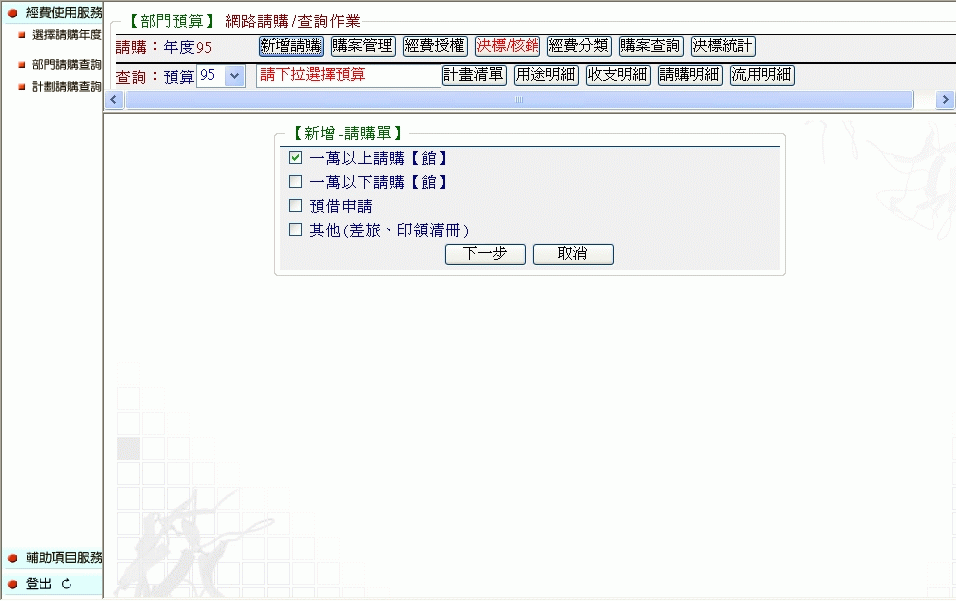 經費使用服務
選擇請購年度
部門請購查詢
計劃請購查詢
【部門預算】 網路請購/查詢作業
請購：年度95 新增請購 購案管理 經費授權 決標/核銷 經費分類 購案查詢 決標統計
查詢：預算 95 請下拉選擇預算 計畫清單 用途明細 收支明細 請購明細 流用明細
【新增-請購單】
一萬以上請購【館】
一萬以下請購【館】
預借申請
其他(差旅、印領清冊)
下一步 取消
輔助項目服務
登出